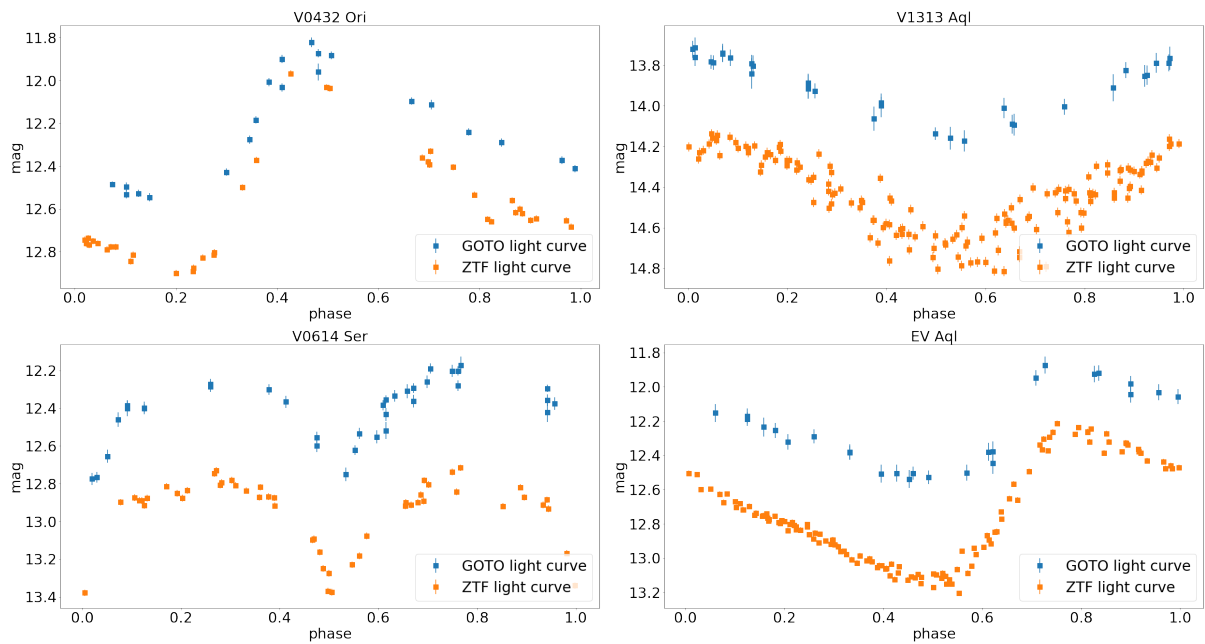 V0432 Ori
11.8
12.0
12.2
12.4
12.6
12.8
mag
0.0 0.2 0.4 0.6 0.8 1.0
phase
GOTO light curve
ZTF light curve
V1313 Aql
13.8
14.0
14.2
14.4
14.6
14.8
mag
0.0 0.2 0.4 0.6 0.8 1.0
phase
GOTO light curve
ZTF light curve
V0614 Ser
12.2
12.4
12.6
12.8
13.0
13.2
13.4
mag
0.0 0.2 0.4 0.6 0.8 1.0
phase
GOTO light curve
ZTF light curve
EV Aql
11.8
12.0
12.2
12.4
12.6
12.8
13.0
13.2
mag
0.0 0.2 0.4 0.6 0.8 1.0
phase
GOTO light curve
ZTF light curve